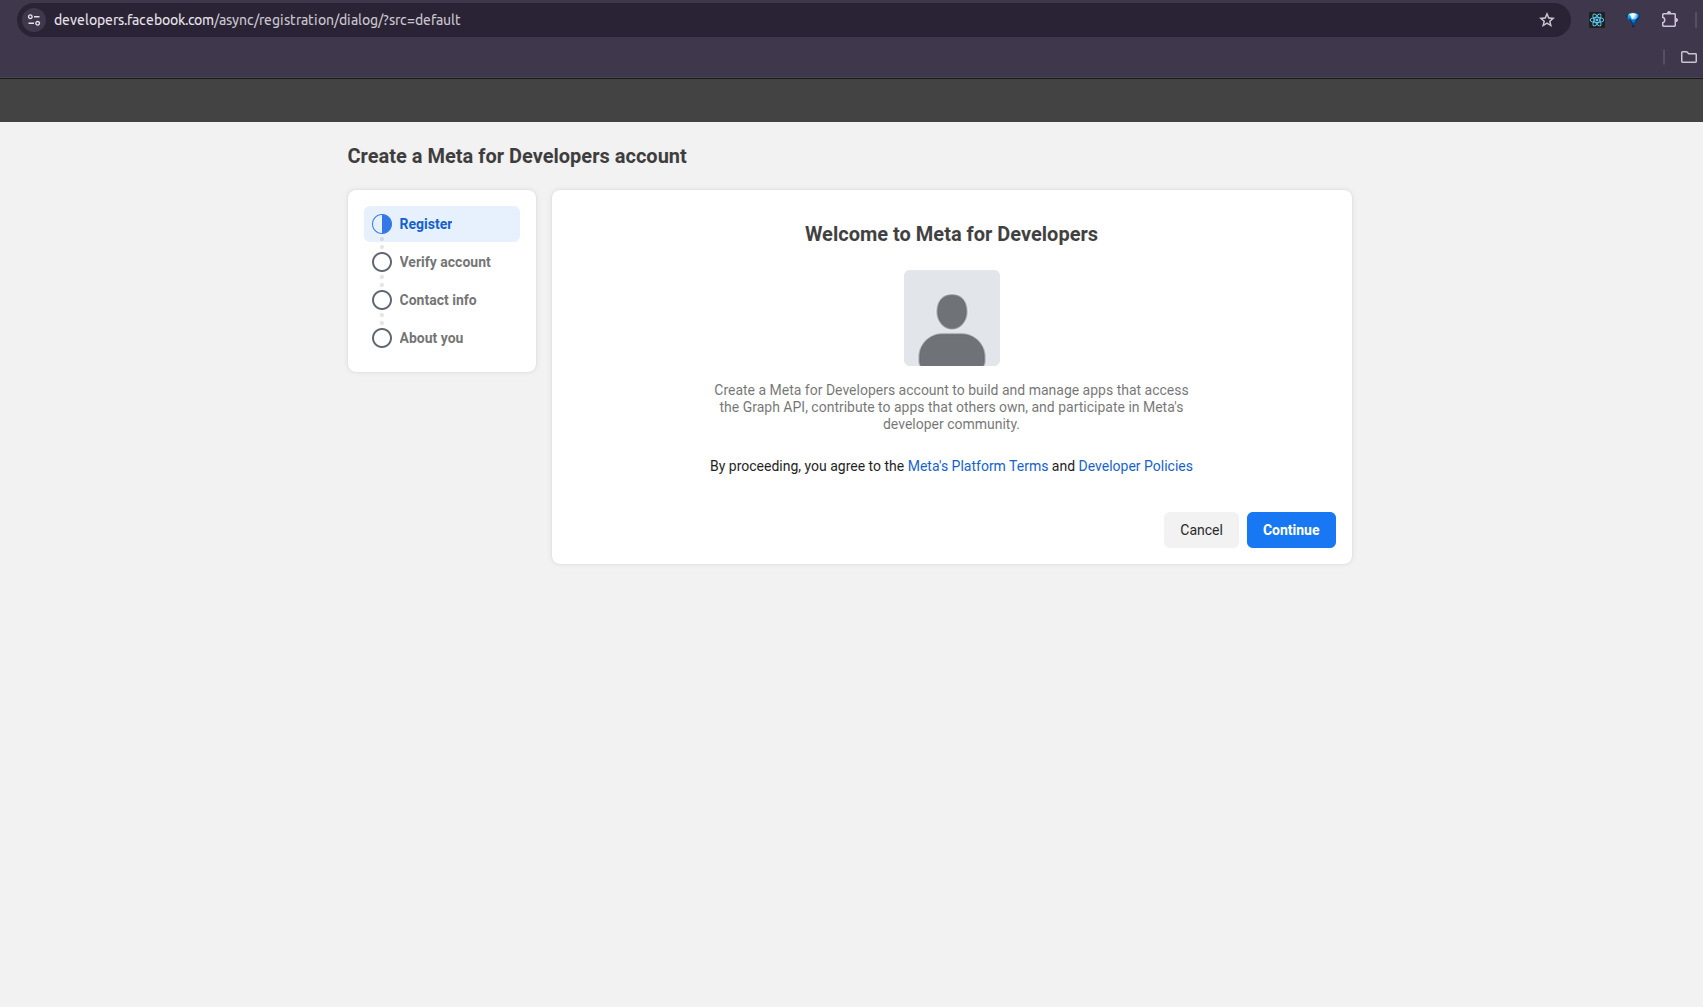 developers.facebook.com/async/registration/dialog/?src=default
Create a Meta for Developers account
Register
Verify account
Contact info
About you
Welcome to Meta for Developers
Create a Meta for Developers account to build and manage apps that access
the Graph API, contribute to apps that others own, and participate in Meta's
developer community.
By proceeding, you agree to the Meta's Platform Terms and Developer Policies
Cancel
Continue